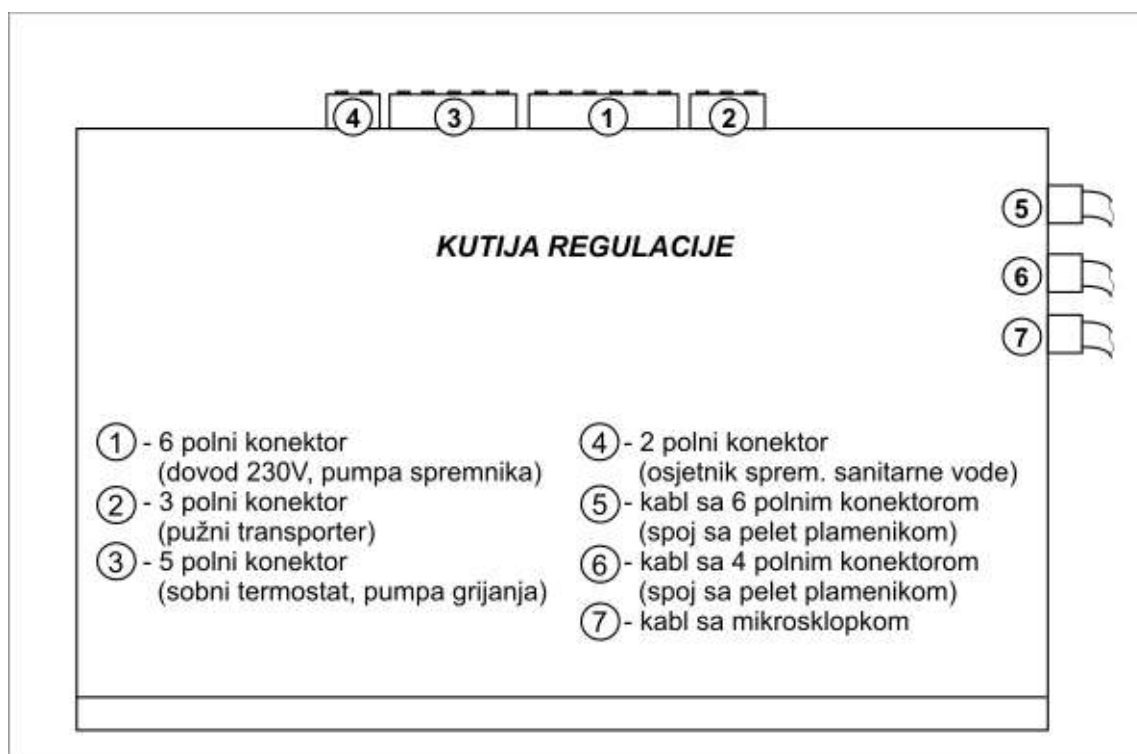 4 3 1 2
5
KUTIJA REGULACIJE
6
7
1 - 6 polni konektor
(dovod 230V, pumpa spremnika)
2 - 3 polni konektor
(pužni transporter)
3 - 5 polni konektor
(sobni termostat, pumpa grijanja)
4 - 2 polni konektor
(osjetnik sprem. sanitarne vode)
5 - kabl sa 6 polnim konektorom
(spoj sa pelet plamenikom)
6 - kabl sa 4 polnim konektorom
(spoj sa pelet plamenikom)
7 - kabl sa mikrosklopkom